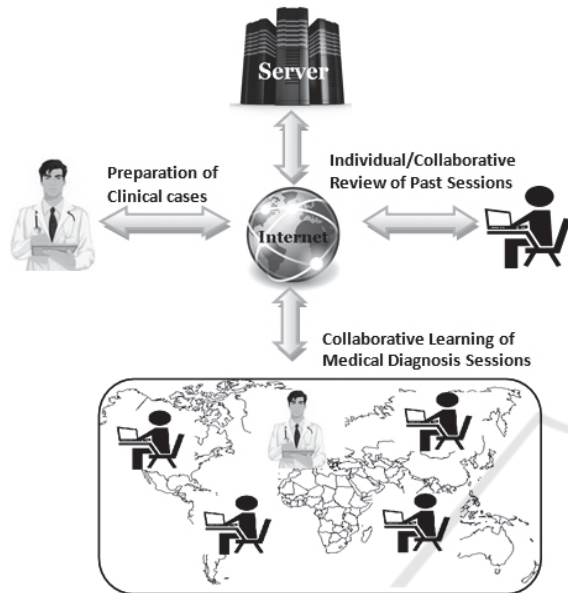 Server
Preparation of
Clinical cases
Individual/Collaborative
Review of Past Sessions
Internet
Collaborative Learning of
Medical Diagnosis Sessions